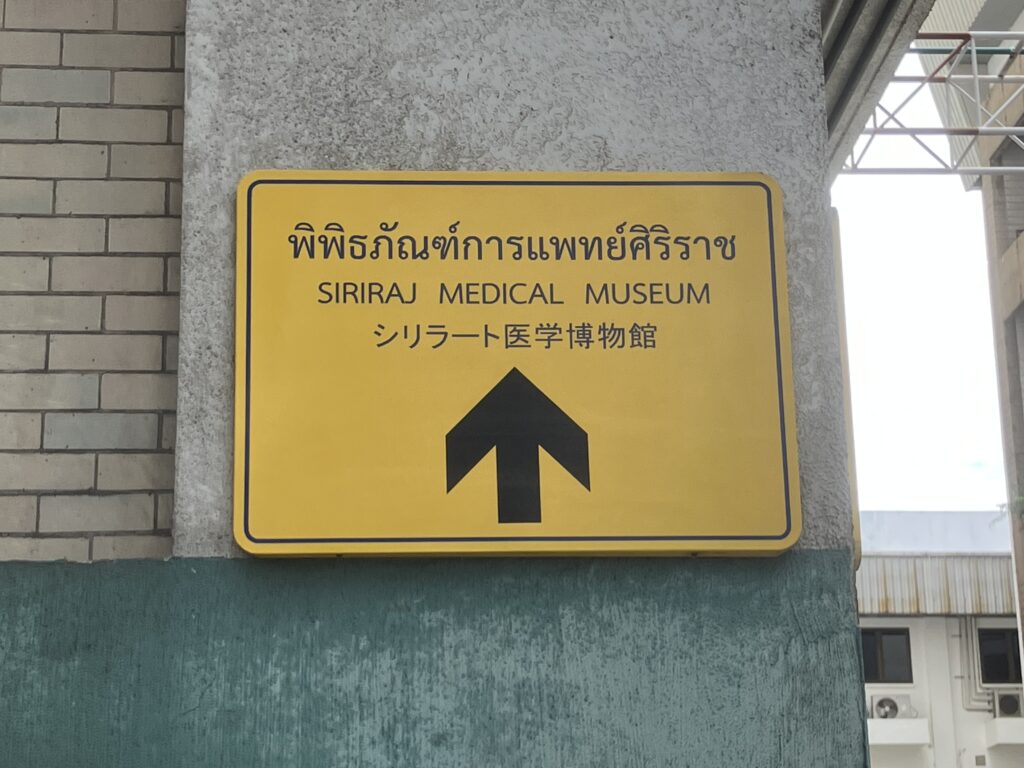 พิพิธภัณฑ์การแพทย์ศิริราช
SIRIRAJ MEDICAL MUSEUM
シリラート医学博物館